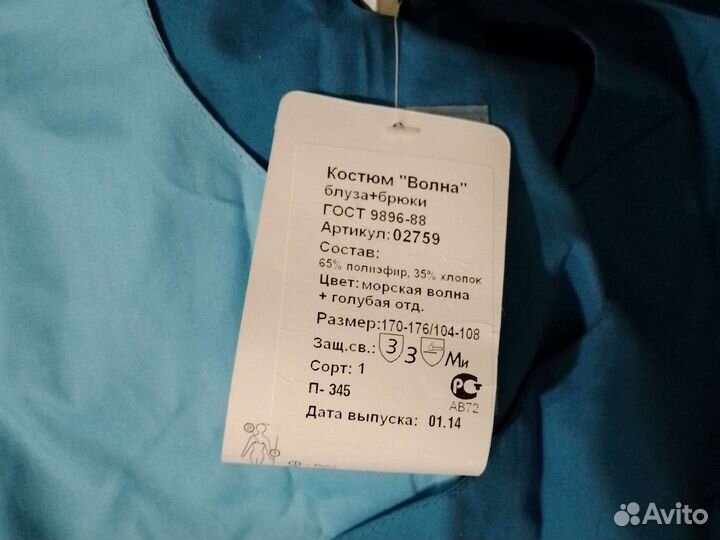 Костюм "Волна"
блуза+брюки
ГОСТ 9896-88
Артикул: 02759
Состав:
65% полиэфир, 35% хлопок
Цвет: морская волна
+ голубая отд.
Размер:170-176/104-108
Защ.св.: З З Ми
Сорт: 1
РСТ
П- 345
АВ72
Дата выпуска: 01.14
Avito